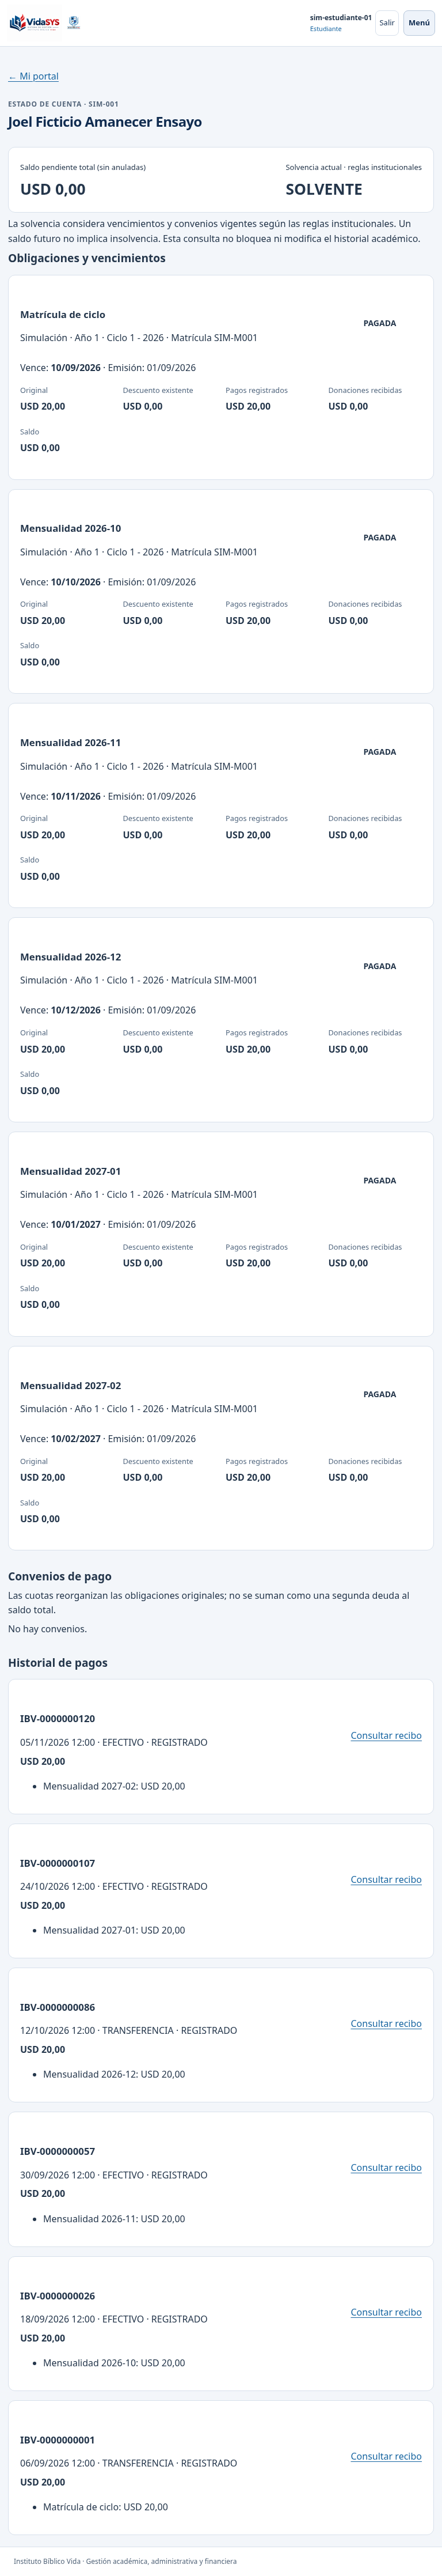 VidaSYS
sim-estudiante-01
Estudiante
Salir
Menú
← Mi portal
ESTADO DE CUENTA · SIM-001
Joel Ficticio Amanecer Ensayo
Saldo pendiente total (sin anuladas)
USD 0,00
Solvencia actual · reglas institucionales
SOLVENTE
La solvencia considera vencimientos y convenios vigentes según las reglas institucionales. Un
saldo futuro no implica insolvencia. Esta consulta no bloquea ni modifica el historial académico.
Obligaciones y vencimientos
Matrícula de ciclo
PAGADA
Simulación · Año 1 · Ciclo 1 - 2026 · Matrícula SIM-M001
Vence: 10/09/2026 · Emisión: 01/09/2026
Original Descuento existente Pagos registrados Donaciones recibidas
USD 20,00 USD 0,00 USD 20,00 USD 0,00
Saldo
USD 0,00
Mensualidad 2026-10
PAGADA
Simulación · Año 1 · Ciclo 1 - 2026 · Matrícula SIM-M001
Vence: 10/10/2026 · Emisión: 01/09/2026
Original Descuento existente Pagos registrados Donaciones recibidas
USD 20,00 USD 0,00 USD 20,00 USD 0,00
Saldo
USD 0,00
Mensualidad 2026-11
PAGADA
Simulación · Año 1 · Ciclo 1 - 2026 · Matrícula SIM-M001
Vence: 10/11/2026 · Emisión: 01/09/2026
Original Descuento existente Pagos registrados Donaciones recibidas
USD 20,00 USD 0,00 USD 20,00 USD 0,00
Saldo
USD 0,00
Mensualidad 2026-12
PAGADA
Simulación · Año 1 · Ciclo 1 - 2026 · Matrícula SIM-M001
Vence: 10/12/2026 · Emisión: 01/09/2026
Original Descuento existente Pagos registrados Donaciones recibidas
USD 20,00 USD 0,00 USD 20,00 USD 0,00
Saldo
USD 0,00
Mensualidad 2027-01
PAGADA
Simulación · Año 1 · Ciclo 1 - 2026 · Matrícula SIM-M001
Vence: 10/01/2027 · Emisión: 01/09/2026
Original Descuento existente Pagos registrados Donaciones recibidas
USD 20,00 USD 0,00 USD 20,00 USD 0,00
Saldo
USD 0,00
Mensualidad 2027-02
PAGADA
Simulación · Año 1 · Ciclo 1 - 2026 · Matrícula SIM-M001
Vence: 10/02/2027 · Emisión: 01/09/2026
Original Descuento existente Pagos registrados Donaciones recibidas
USD 20,00 USD 0,00 USD 20,00 USD 0,00
Saldo
USD 0,00
Convenios de pago
Las cuotas reorganizan las obligaciones originales; no se suman como una segunda deuda al
saldo total.
No hay convenios.
Historial de pagos
IBV-0000000120
Consultar recibo
05/11/2026 12:00 · EFECTIVO · REGISTRADO
USD 20,00
• Mensualidad 2027-02: USD 20,00
IBV-0000000107
Consultar recibo
24/10/2026 12:00 · EFECTIVO · REGISTRADO
USD 20,00
• Mensualidad 2027-01: USD 20,00
IBV-0000000086
Consultar recibo
12/10/2026 12:00 · TRANSFERENCIA · REGISTRADO
USD 20,00
• Mensualidad 2026-12: USD 20,00
IBV-0000000057
Consultar recibo
30/09/2026 12:00 · EFECTIVO · REGISTRADO
USD 20,00
• Mensualidad 2026-11: USD 20,00
IBV-0000000026
Consultar recibo
18/09/2026 12:00 · EFECTIVO · REGISTRADO
USD 20,00
• Mensualidad 2026-10: USD 20,00
IBV-0000000001
Consultar recibo
06/09/2026 12:00 · TRANSFERENCIA · REGISTRADO
USD 20,00
• Matrícula de ciclo: USD 20,00
Instituto Bíblico Vida · Gestión académica, administrativa y financiera